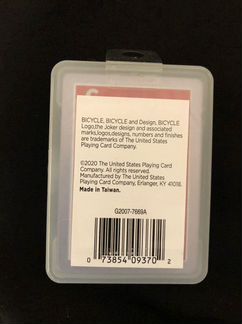 BICYCLE, BICYCLE and Design, BICYCLE
Logo,the Joker design and associated
marks,logos,designs, numbers and finishes
are trademarks of The United States
Playing Card Company.
©2020 The United States Playing Card
Company. All rights reserved.
Manufactured by The United States
Playing Card Company, Erlanger, KY 41018.
Made in Taiwan.
G2007-7669A
0 73854 09370 2